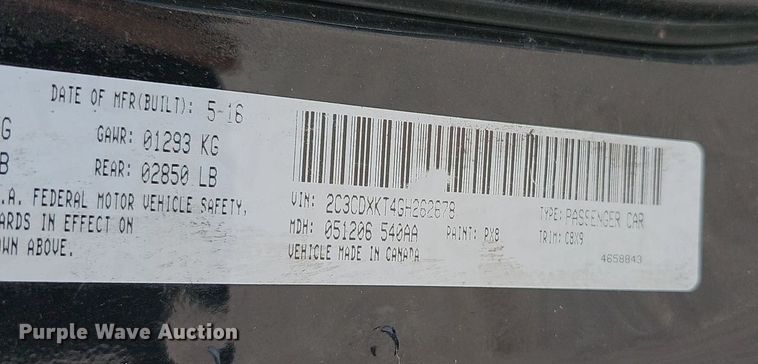 DATE OF MFR(BUILT): 5-16
G GAWR: 01293 KG
B REAR: 02850 LB
.A. FEDERAL MOTOR VEHICLE SAFETY,
ARDS IN EFFECT ON
WN ABOVE.
VIN: 2C3CDXKT4GH262678 TYPE: PASSENGER CAR
MDH: 051206 540AA PAINT: PX8 TRIM: C8X9
VEHICLE MADE IN CANADA 4658843
Purple Wave Auction